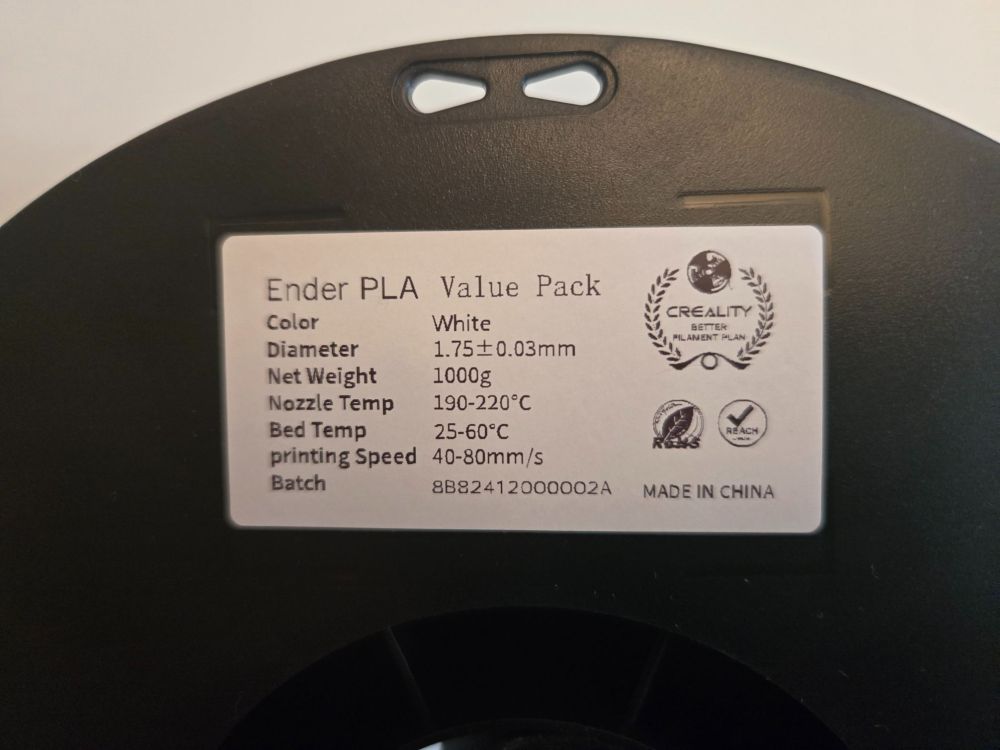 Ender PLA Value Pack
Color White
Diameter 1.75±0.03mm
Net Weight 1000g
Nozzle Temp 190-220°C
Bed Temp 25-60°C
printing Speed 40-80mm/s
Batch 8B82412000002A
CREALITY
BETTER
FILAMENT PLAN
RoHS
REACH
MADE IN CHINA